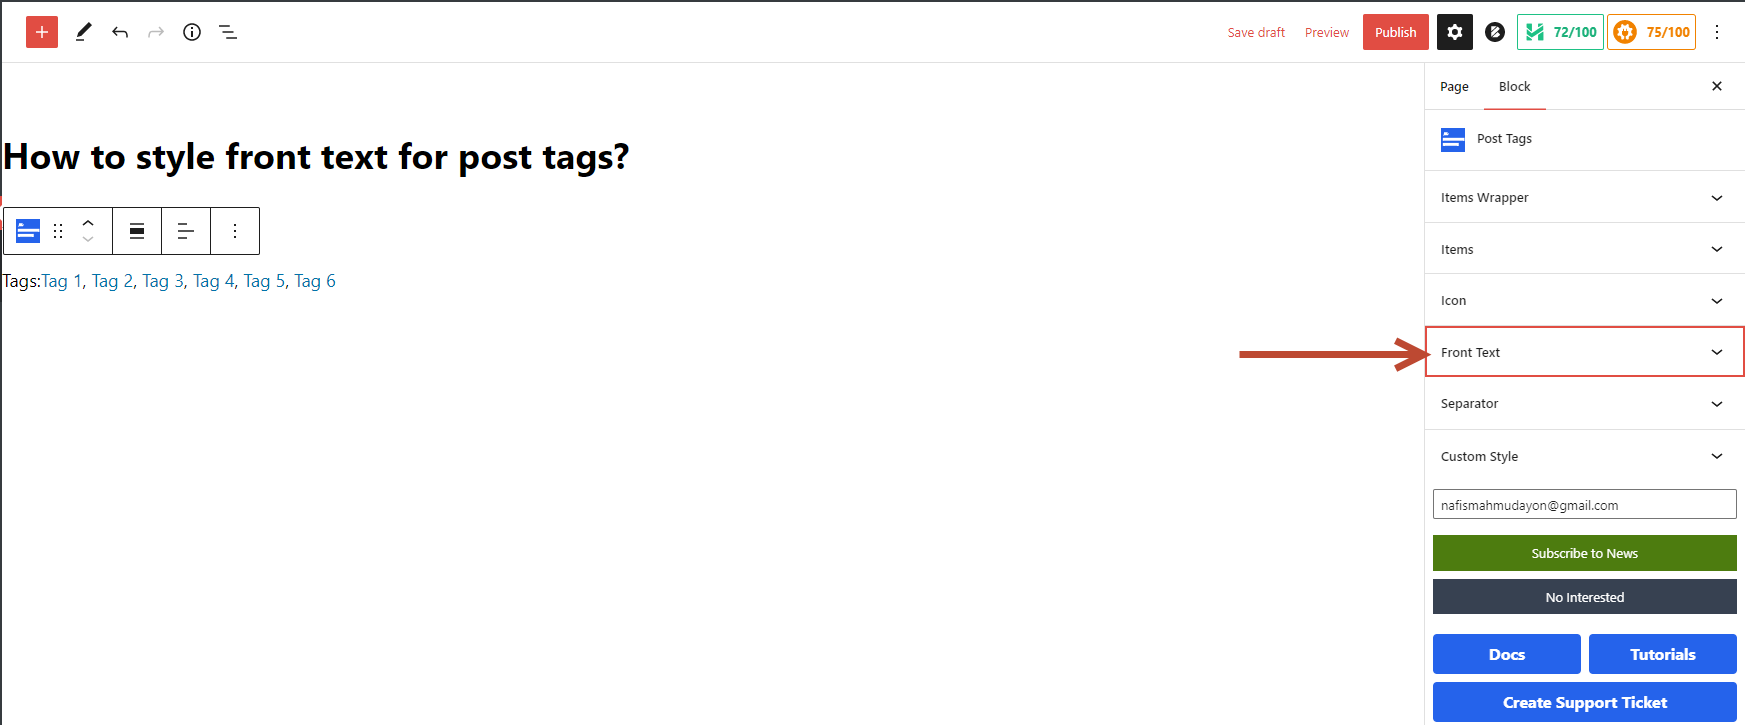 Save draft
Preview
Publish
72/100
75/100
Page
Block
Post Tags
How to style front text for post tags?
Items Wrapper
Items
Tags:Tag 1, Tag 2, Tag 3, Tag 4, Tag 5, Tag 6
Icon
Front Text
Separator
Custom Style
nafismahmudayon@gmail.com
Subscribe to News
No Interested
Docs
Tutorials
Create Support Ticket